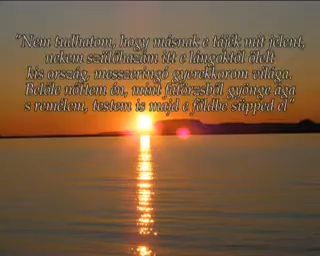 "Nem tudhatom, hogy másnak e tájék mit jelent,
nekem szülőhazám itt e lángoktól ölelt
kis ország, messzeringó gyerekkorom világa.
Belőle nőttem én, mint fatörzsből gyönge ága
s remélem, testem is majd e földbe süpped el"